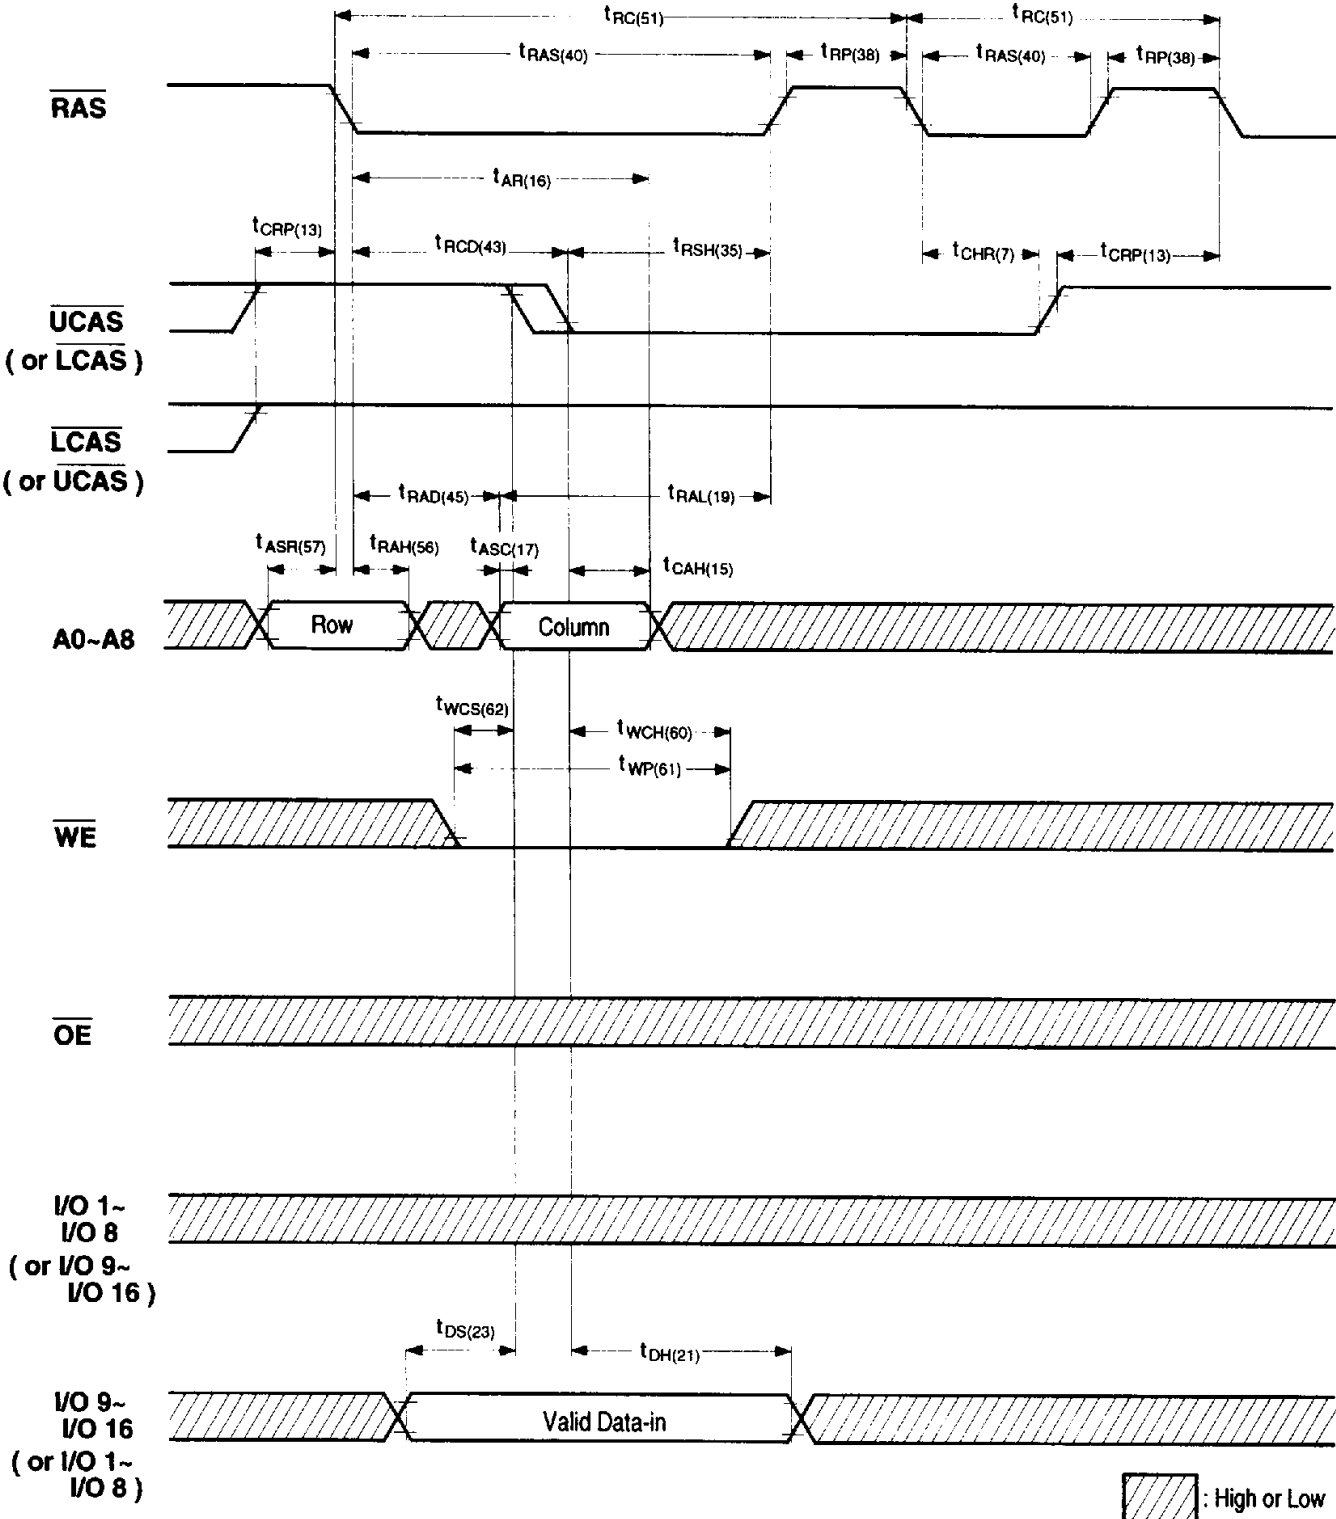 tRC(51) tRC(51)
tRAS(40) tRP(38) tRAS(40) tRP(38)
RAS
tAR(16)
tCRP(13) tRCD(43) tRSH(35) tCHR(7) tCRP(13)
UCAS
( or LCAS )
LCAS
( or UCAS )
tRAD(45) tRAL(19)
tASR(57) tRAH(56) tASC(17) tCAH(15)
A0~A8 Row Column
tWCS(62) tWCH(60)
tWP(61)
WE
OE
I/O 1~
I/O 8
( or I/O 9~
I/O 16 )
tDS(23) tDH(21)
I/O 9~
I/O 16 Valid Data-in
( or I/O 1~
I/O 8 )
: High or Low